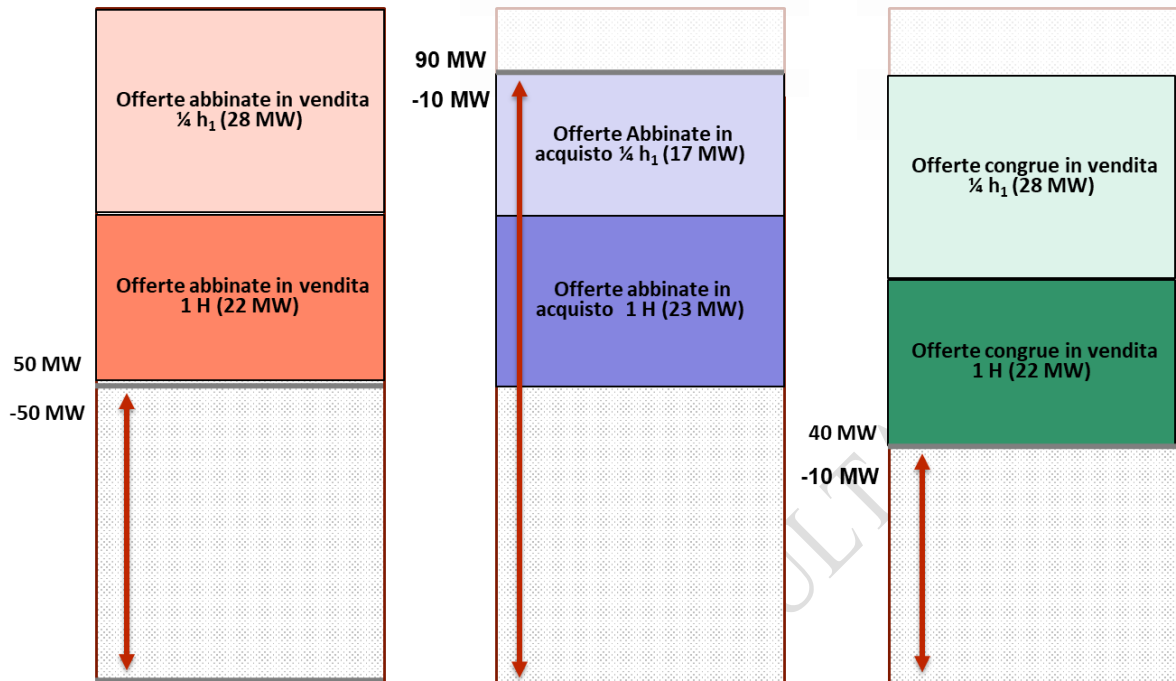 Offerte abbinate in vendita
¼ h₁ (28 MW)
Offerte abbinate in vendita
1 H (22 MW)
50 MW
-50 MW
90 MW
-10 MW
Offerte Abbinate in
acquisto ¼ h₁ (17 MW)
Offerte abbinate in
acquisto 1 H (23 MW)
Offerte congrue in vendita
¼ h₁ (28 MW)
Offerte congrue in vendita
1 H (22 MW)
40 MW
-10 MW